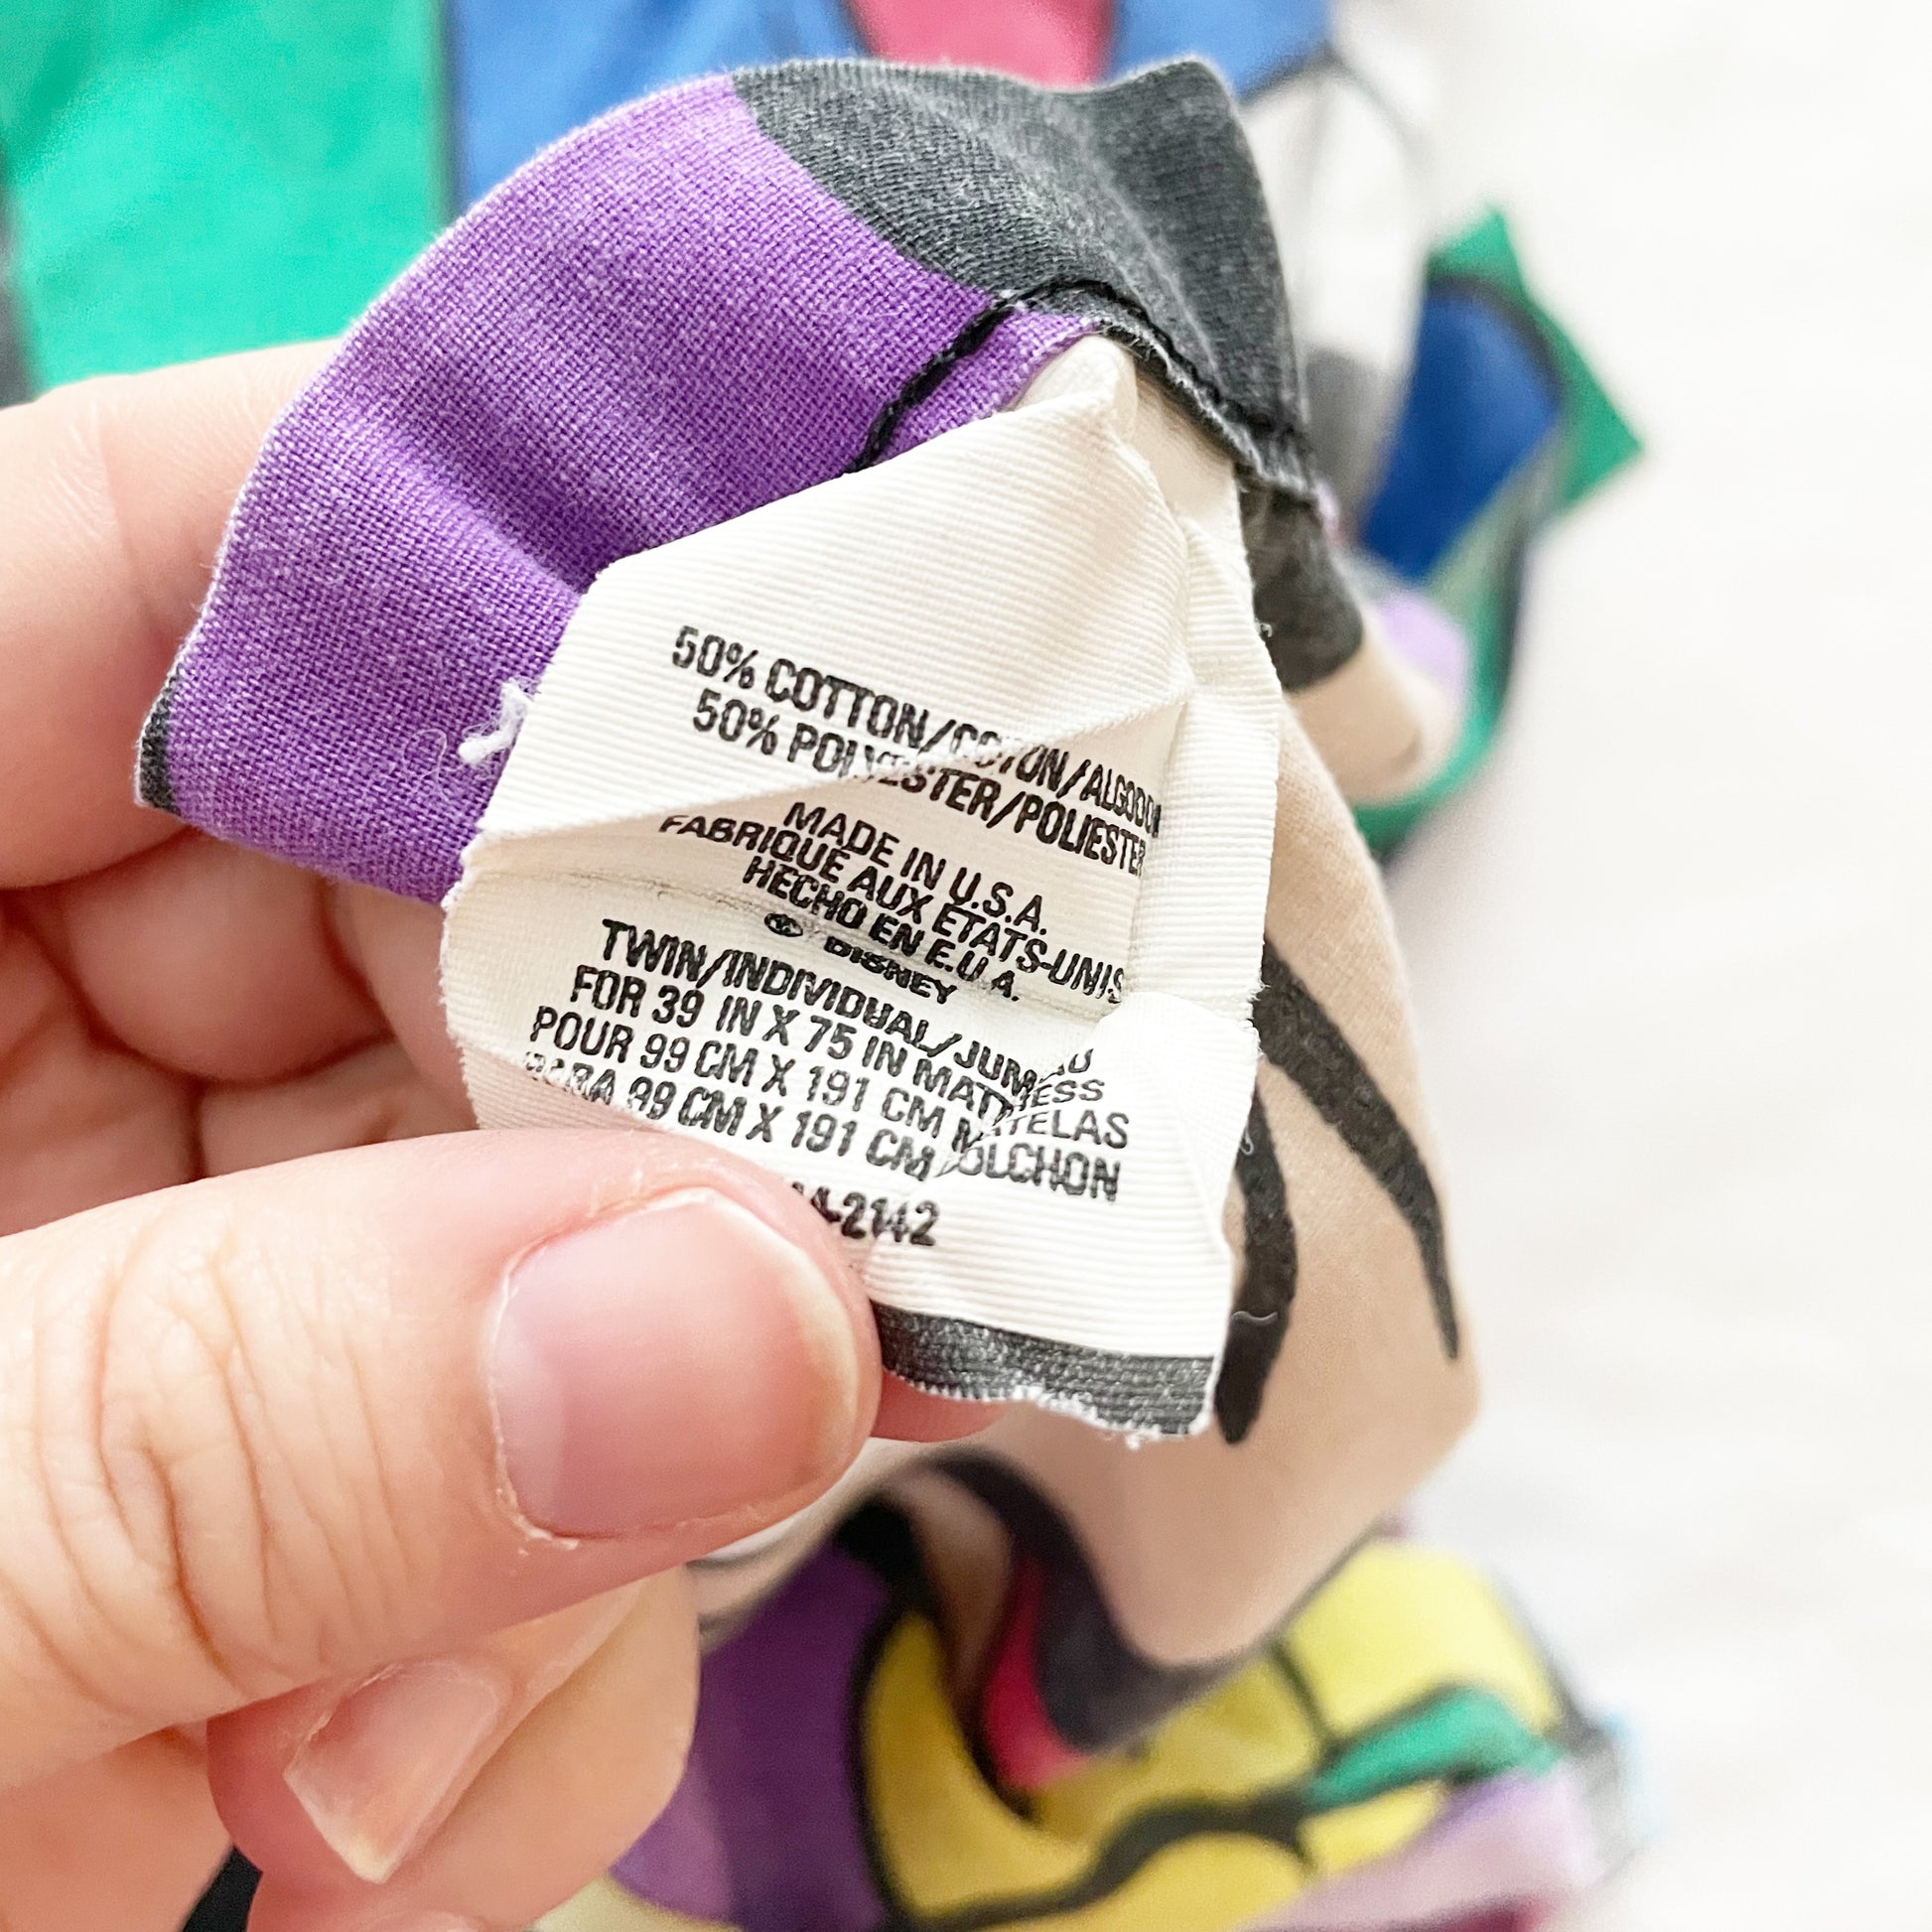 50% COTTON/COTON/ALGODON
50% POLYESTER/POLIESTER
MADE IN U.S.A.
FABRIQUE AUX ETATS-UNIS
HECHO EN E.U.A.
© DISNEY
TWIN/INDIVIDUAL/JUMEAU
FOR 39 IN X 75 IN MATTRESS
POUR 99 CM X 191 CM MATELAS
PARA 99 CM X 191 CM COLCHON
-2142